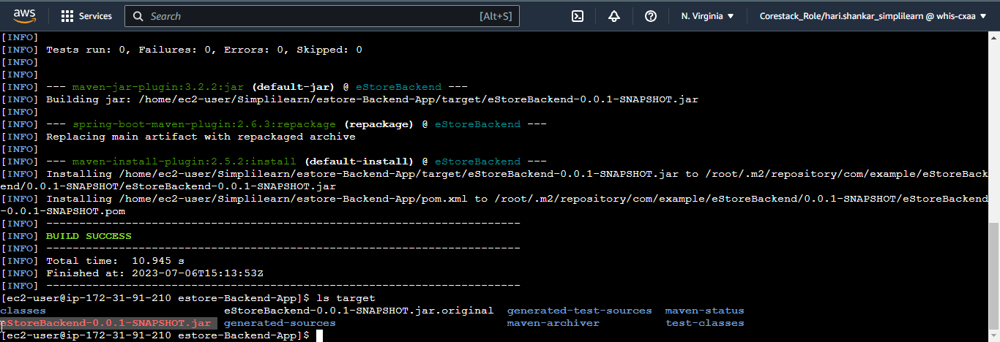 aws Services Search [Alt+S] N. Virginia Corestack_Role/hari.shankar_simplilearn @ whis-cxaa
[INFO]
[INFO] Tests run: 0, Failures: 0, Errors: 0, Skipped: 0
[INFO]
[INFO]
[INFO] --- maven-jar-plugin:3.2.2:jar (default-jar) @ eStoreBackend ---
[INFO] Building jar: /home/ec2-user/Simplilearn/estore-Backend-App/target/eStoreBackend-0.0.1-SNAPSHOT.jar
[INFO]
[INFO] --- spring-boot-maven-plugin:2.6.3:repackage (repackage) @ eStoreBackend ---
[INFO] Replacing main artifact with repackaged archive
[INFO]
[INFO] --- maven-install-plugin:2.5.2:install (default-install) @ eStoreBackend ---
[INFO] Installing /home/ec2-user/Simplilearn/estore-Backend-App/target/eStoreBackend-0.0.1-SNAPSHOT.jar to /root/.m2/repository/com/example/eStoreBack
end/0.0.1-SNAPSHOT/eStoreBackend-0.0.1-SNAPSHOT.jar
[INFO] Installing /home/ec2-user/Simplilearn/estore-Backend-App/pom.xml to /root/.m2/repository/com/example/eStoreBackend/0.0.1-SNAPSHOT/eStoreBackend
-0.0.1-SNAPSHOT.pom
[INFO] ------------------------------------------------------------------------
[INFO] BUILD SUCCESS
[INFO] ------------------------------------------------------------------------
[INFO] Total time:  10.945 s
[INFO] Finished at: 2023-07-06T15:13:53Z
[INFO] ------------------------------------------------------------------------
[ec2-user@ip-172-31-91-210 estore-Backend-App]$ ls target
classes eStoreBackend-0.0.1-SNAPSHOT.jar.original generated-test-sources maven-status
eStoreBackend-0.0.1-SNAPSHOT.jar generated-sources maven-archiver test-classes
[ec2-user@ip-172-31-91-210 estore-Backend-App]$